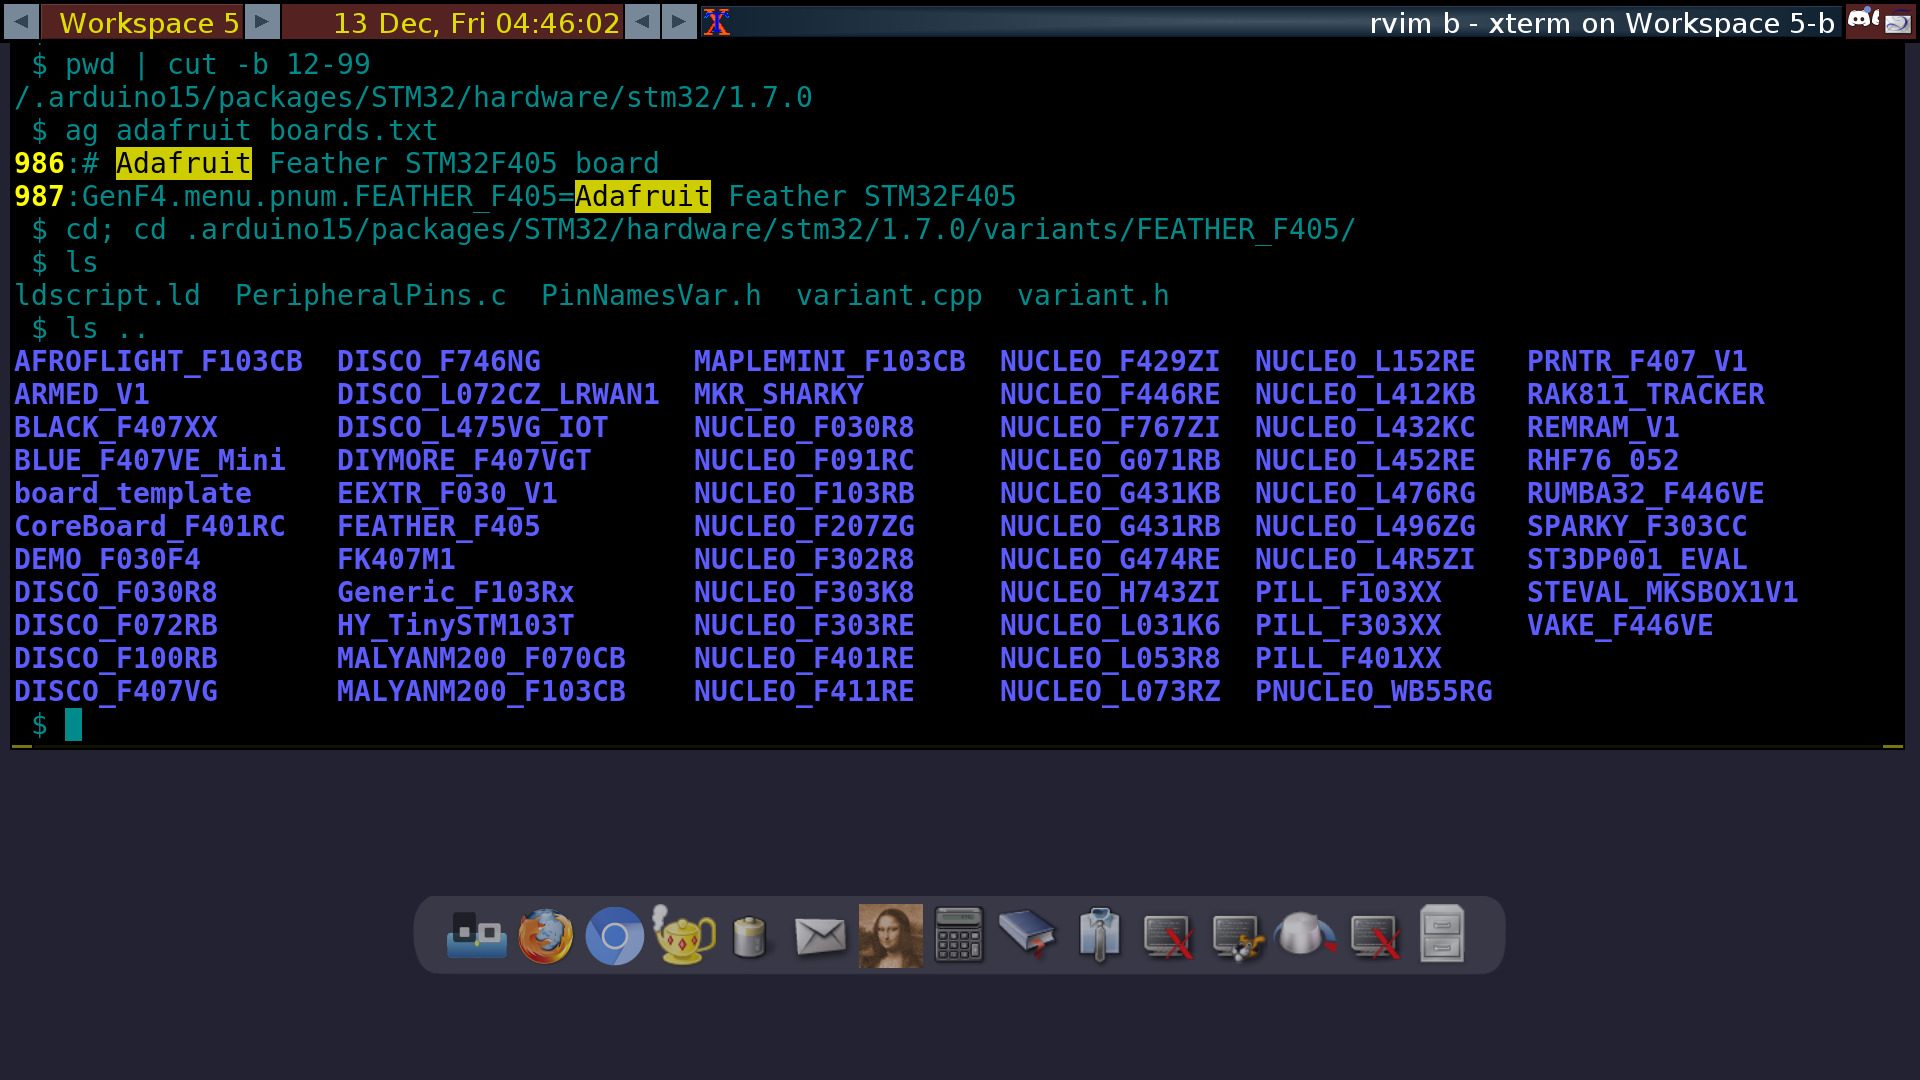 Workspace 5 13 Dec, Fri 04:46:02 rvim b - xterm on Workspace 5-b
$ pwd | cut -b 12-99
/.arduino15/packages/STM32/hardware/stm32/1.7.0
$ ag adafruit boards.txt
986:# Adafruit Feather STM32F405 board
987:GenF4.menu.pnum.FEATHER_F405=Adafruit Feather STM32F405
$ cd; cd .arduino15/packages/STM32/hardware/stm32/1.7.0/variants/FEATHER_F405/
$ ls
ldscript.ld PeripheralPins.c PinNamesVar.h variant.cpp variant.h
$ ls ..
AFROFLIGHT_F103CB DISCO_F746NG MAPLEMINI_F103CB NUCLEO_F429ZI NUCLEO_L152RE PRNTR_F407_V1
ARMED_V1 DISCO_L072CZ_LRWAN1 MKR_SHARKY NUCLEO_F446RE NUCLEO_L412KB RAK811_TRACKER
BLACK_F407XX DISCO_L475VG_IOT NUCLEO_F030R8 NUCLEO_F767ZI NUCLEO_L432KC REMRAM_V1
BLUE_F407VE_Mini DIYMORE_F407VGT NUCLEO_F091RC NUCLEO_G071RB NUCLEO_L452RE RHF76_052
board_template EEXTR_F030_V1 NUCLEO_F103RB NUCLEO_G431KB NUCLEO_L476RG RUMBA32_F446VE
CoreBoard_F401RC FEATHER_F405 NUCLEO_F207ZG NUCLEO_G431RB NUCLEO_L496ZG SPARKY_F303CC
DEMO_F030F4 FK407M1 NUCLEO_F302R8 NUCLEO_G474RE NUCLEO_L4R5ZI ST3DP001_EVAL
DISCO_F030R8 Generic_F103Rx NUCLEO_F303K8 NUCLEO_H743ZI PILL_F103XX STEVAL_MKSBOX1V1
DISCO_F072RB HY_TinySTM103T NUCLEO_F303RE NUCLEO_L031K6 PILL_F303XX VAKE_F446VE
DISCO_F100RB MALYANM200_F070CB NUCLEO_F401RE NUCLEO_L053R8 PILL_F401XX
DISCO_F407VG MALYANM200_F103CB NUCLEO_F411RE NUCLEO_L073RZ PNUCLEO_WB55RG
$